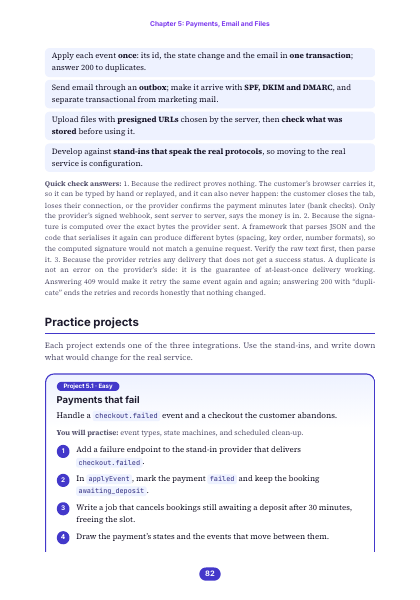 Chapter 5: Payments, Email and Files
Apply each event once: its id, the state change and the email in one transaction;
answer 200 to duplicates.
Send email through an outbox; make it arrive with SPF, DKIM and DMARC, and
separate transactional from marketing mail.
Upload files with presigned URLs chosen by the server, then check what was
stored before using it.
Develop against stand-ins that speak the real protocols, so moving to the real
service is configuration.
Quick check answers: 1. Because the redirect proves nothing. The customer's browser carries it,
so it can be typed by hand or replayed, and it can also never happen: the customer closes the tab,
loses their connection, or the provider confirms the payment minutes later (bank checks). Only
the provider's signed webhook, sent server to server, says the money is in. 2. Because the signa-
ture is computed over the exact bytes the provider sent. A framework that parses JSON and the
code that serialises it again can produce different bytes (spacing, key order, number formats), so
the computed signature would not match a genuine request. Verify the raw text first, then parse
it. 3. Because the provider retries any delivery that does not get a success status. A duplicate is
not an error on the provider's side: it is the guarantee of at-least-once delivery working.
Answering 409 would make it retry the same event again and again; answering 200 with "dupli-
cate" ends the retries and records honestly that nothing changed.
Practice projects
Each project extends one of the three integrations. Use the stand-ins, and write down
what would change for the real service.
Project 5.1 · Easy
Payments that fail
Handle a checkout.failed event and a checkout the customer abandons.
You will practise: event types, state machines, and scheduled clean-up.
1 Add a failure endpoint to the stand-in provider that delivers
checkout.failed.
2 In applyEvent, mark the payment failed and keep the booking
awaiting_deposit.
3 Write a job that cancels bookings still awaiting a deposit after 30 minutes,
freeing the slot.
4 Draw the payment's states and the events that move between them.
82